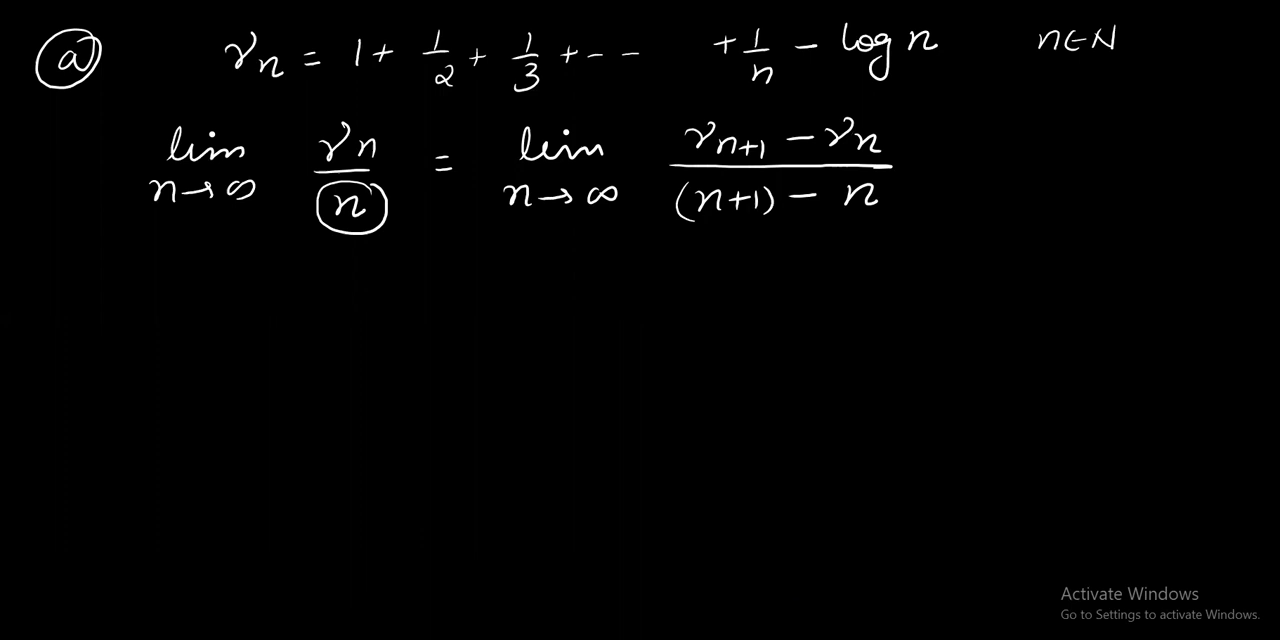 (a) γn = 1 + 1/2 + 1/3 + -- -- + 1/n - log n n ∈ N
lim n→∞ γn/n = lim n→∞ (γn+1 - γn)/((n+1) - n)
Activate Windows
Go to Settings to activate Windows.